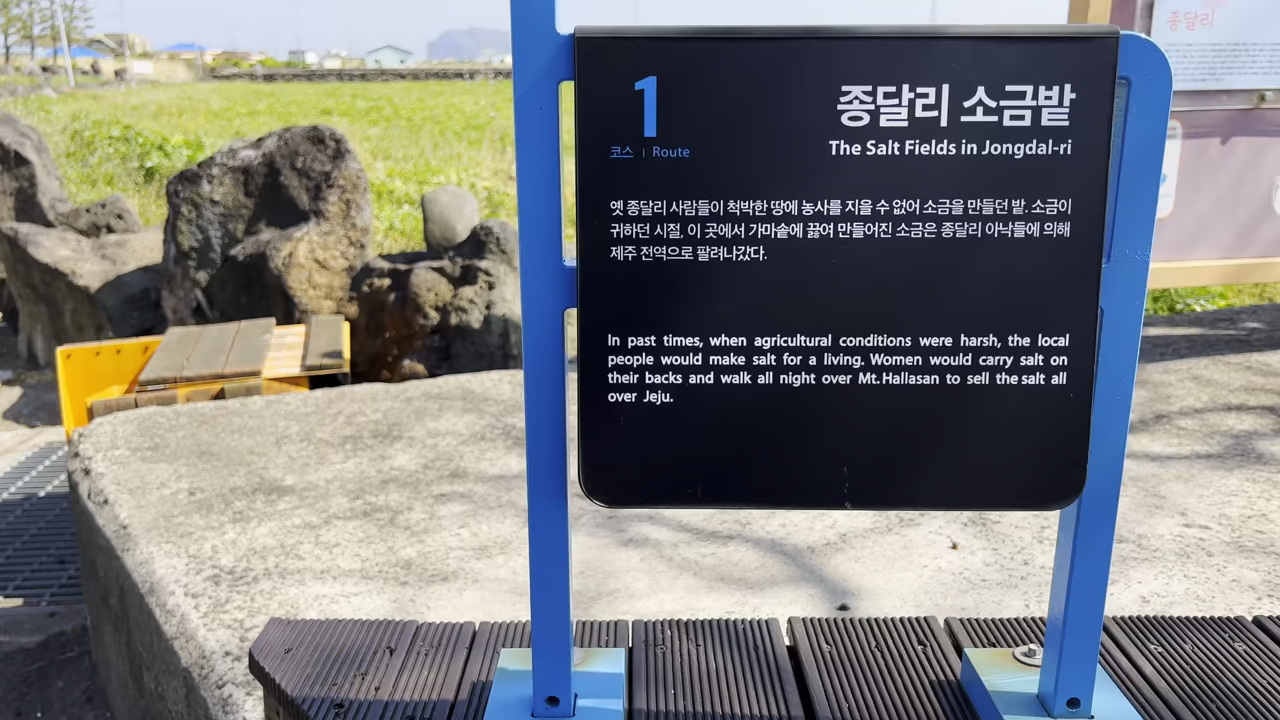 1
코스 | Route
종달리 소금밭
The Salt Fields in Jongdal-ri
옛 종달리 사람들이 척박한 땅에 농사를 지을 수 없어 소금을 만들던 밭. 소금이
귀하던 시절, 이 곳에서 가마솥에 끓여 만들어진 소금은 종달리 아낙들에 의해
제주 전역으로 팔려나갔다.
In past times, when agricultural conditions were harsh, the local
people would make salt for a living. Women would carry salt on
their backs and walk all night over Mt. Hallasan to sell the salt all
over Jeju.
종달리